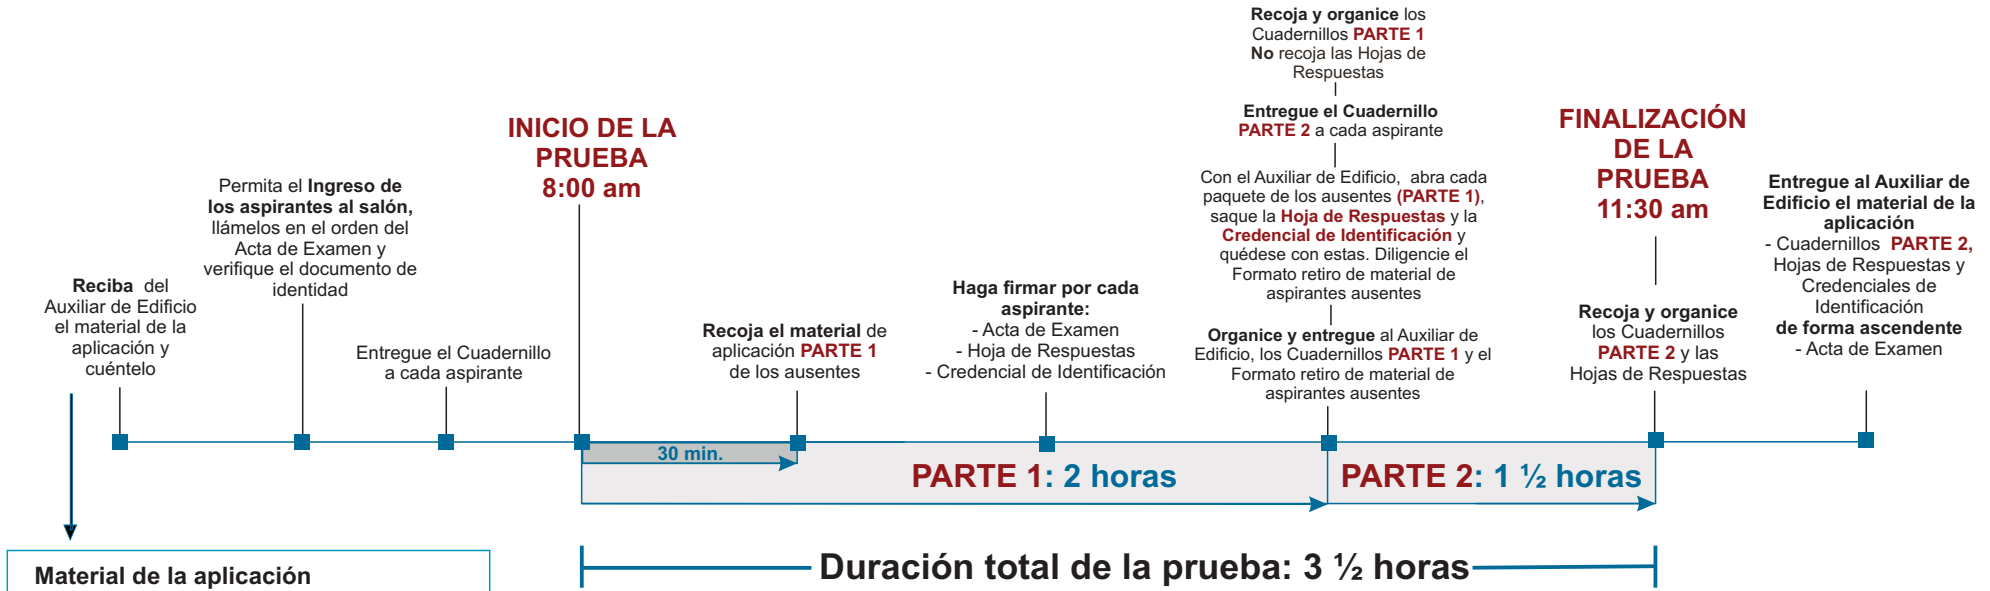 Reciba del
Auxiliar de Edificio
el material de la
aplicación y
cuéntelo
Permita el Ingreso de
los aspirantes al salón,
llámelos en el orden del
Acta de Examen y
verifique el documento de
identidad
Entregue el Cuadernillo
a cada aspirante
INICIO DE LA
PRUEBA
8:00 am
Recoja el material de
aplicación PARTE 1
de los ausentes
Haga firmar por cada
aspirante:
- Acta de Examen
- Hoja de Respuestas
- Credencial de Identificación
Recoja y organice los
Cuadernillos PARTE 1
No recoja las Hojas de
Respuestas
Entregue el Cuadernillo
PARTE 2 a cada aspirante
Con el Auxiliar de Edificio, abra cada
paquete de los ausentes (PARTE 1),
saque la Hoja de Respuestas y la
Credencial de Identificación y
quédese con estas. Diligencie el
Formato retiro de material de
aspirantes ausentes
Organice y entregue al Auxiliar de
Edificio, los Cuadernillos PARTE 1 y el
Formato retiro de material de
aspirantes ausentes
FINALIZACIÓN
DE LA
PRUEBA
11:30 am
Recoja y organice
los Cuadernillos
PARTE 2 y las
Hojas de Respuestas
Entregue al Auxiliar de
Edificio el material de la
aplicación
- Cuadernillos PARTE 2,
Hojas de Respuestas y
Credenciales de
Identificación
de forma ascendente
- Acta de Examen
30 min.
PARTE 1: 2 horas
PARTE 2: 1 ½ horas
Duración total de la prueba: 3 ½ horas
Material de la aplicación